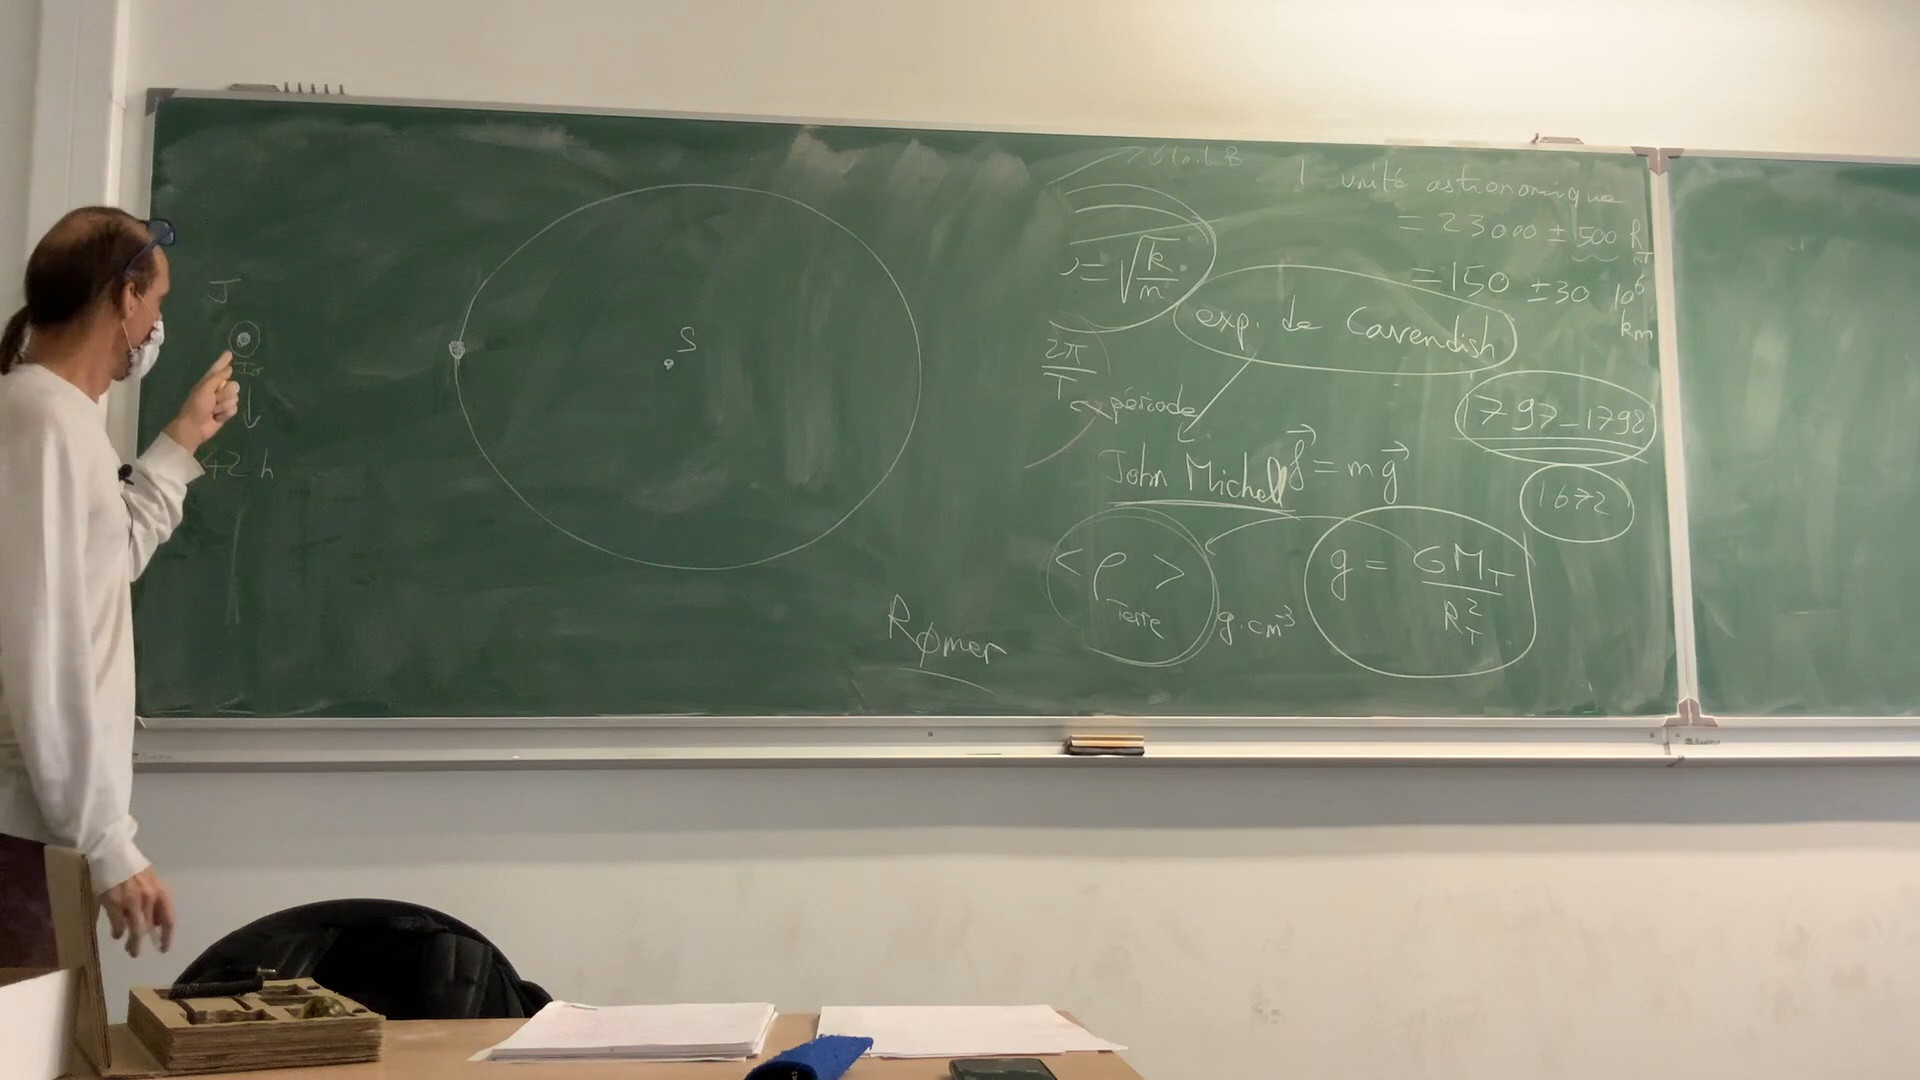 J
Io
42 h
S
Rømer
= √k/m
2π/T
période
exp. de Cavendish
John Michell
f⃗ = m g⃗
< ρ > Terre
g·cm⁻³
g = GM_T / R_T²
1 unité astronomique
= 23000 ± 500 R_T
= 150 ± 30 10⁶ km
1797_1798
1672